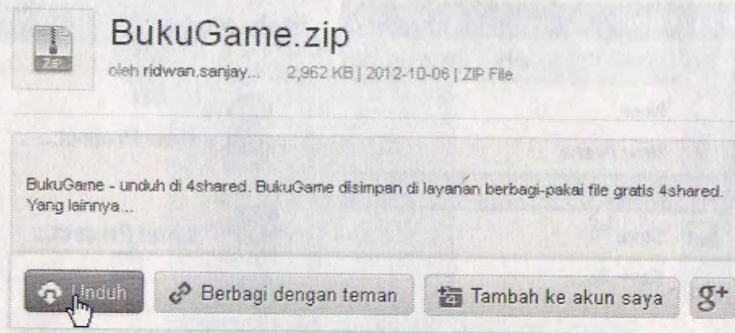 BukuGame.zip
oleh ridwan.sanjay... 2,962 KB | 2012-10-06 | ZIP File
ZIP
BukuGame - unduh di 4shared. BukuGame disimpan di layanan berbagi-pakai file gratis 4shared.
Yang lainnya...
Unduh Berbagi dengan teman Tambah ke akun saya g+